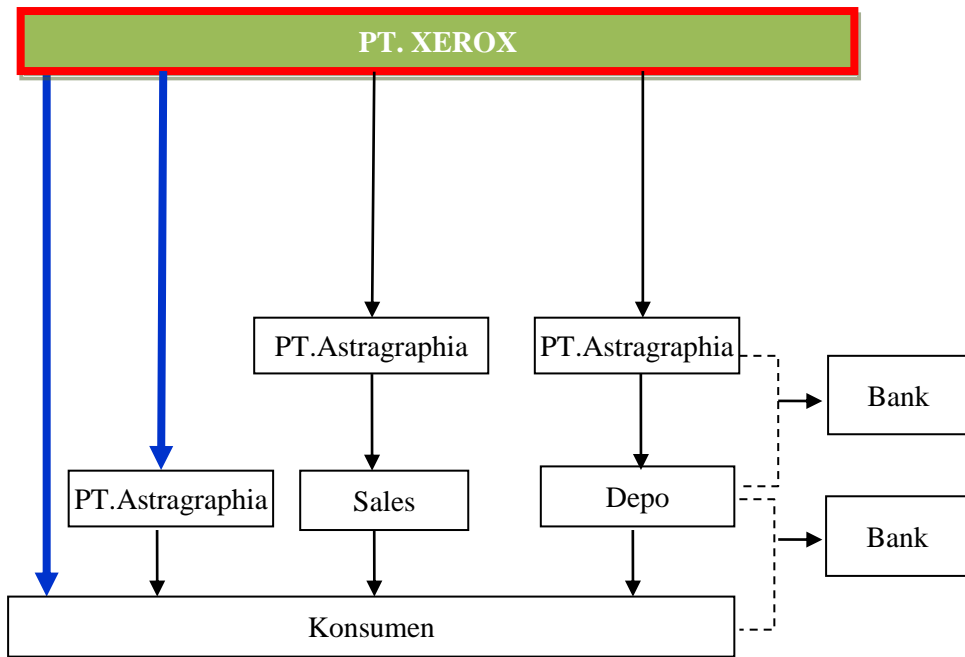 PT. XEROX
PT.Astragraphia
PT.Astragraphia
Bank
PT.Astragraphia
Sales
Depo
Bank
Konsumen